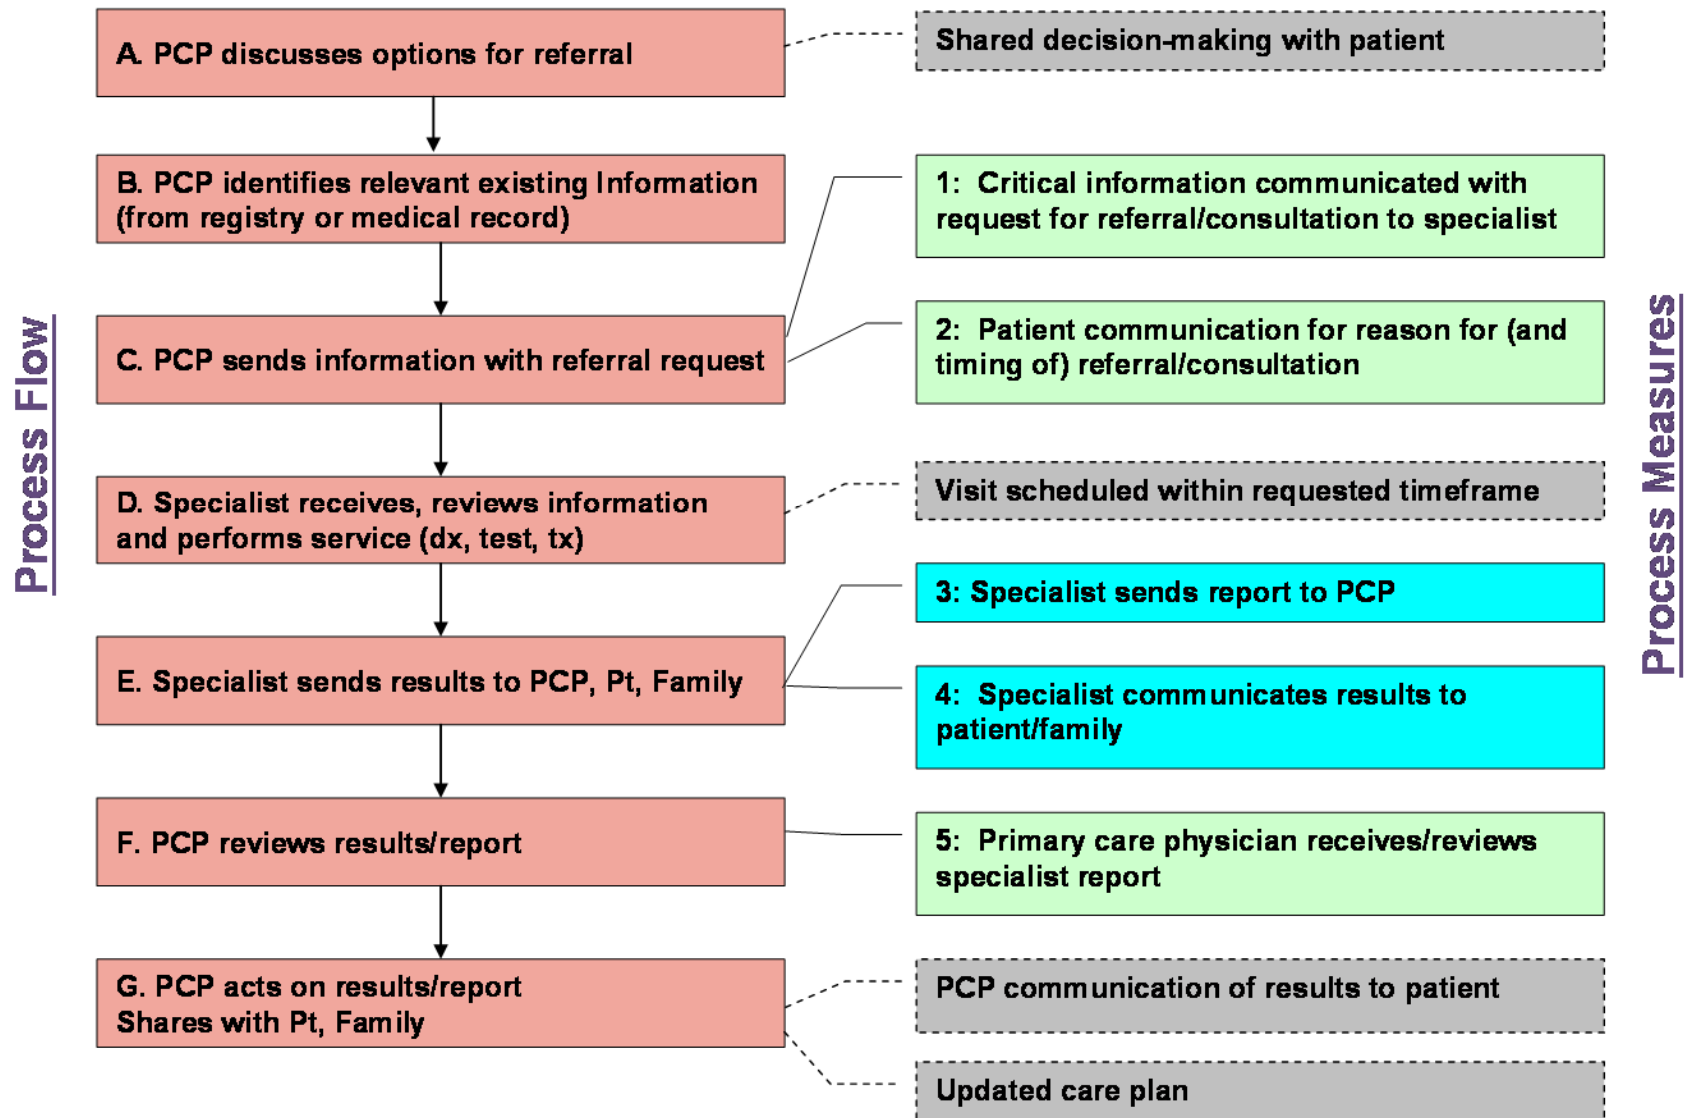 Process Flow
A. PCP discusses options for referral
B. PCP identifies relevant existing Information
(from registry or medical record)
C. PCP sends information with referral request
D. Specialist receives, reviews information
and performs service (dx, test, tx)
E. Specialist sends results to PCP, Pt, Family
F. PCP reviews results/report
G. PCP acts on results/report
Shares with Pt, Family
Shared decision-making with patient
1: Critical information communicated with
request for referral/consultation to specialist
2: Patient communication for reason for (and
timing of) referral/consultation
Visit scheduled within requested timeframe
3: Specialist sends report to PCP
4: Specialist communicates results to
patient/family
5: Primary care physician receives/reviews
specialist report
PCP communication of results to patient
Updated care plan
Process Measures